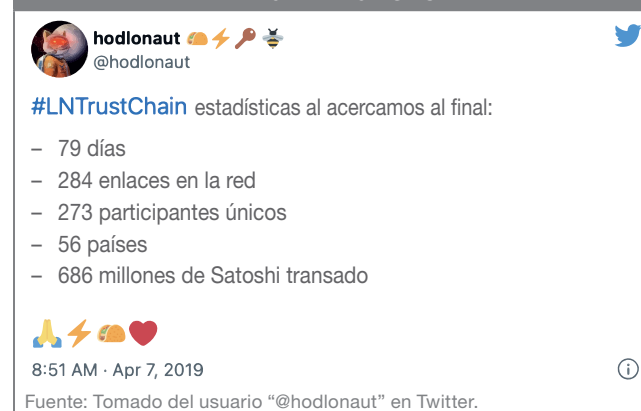 hodlonaut 🌮⚡🔑🐝
@hodlonaut
#LNTrustChain estadísticas al acercamos al final:
– 79 días
– 284 enlaces en la red
– 273 participantes únicos
– 56 países
– 686 millones de Satoshi transado
🙏⚡🌮❤️
8:51 AM · Apr 7, 2019
Fuente: Tomado del usuario “@hodlonaut” en Twitter.